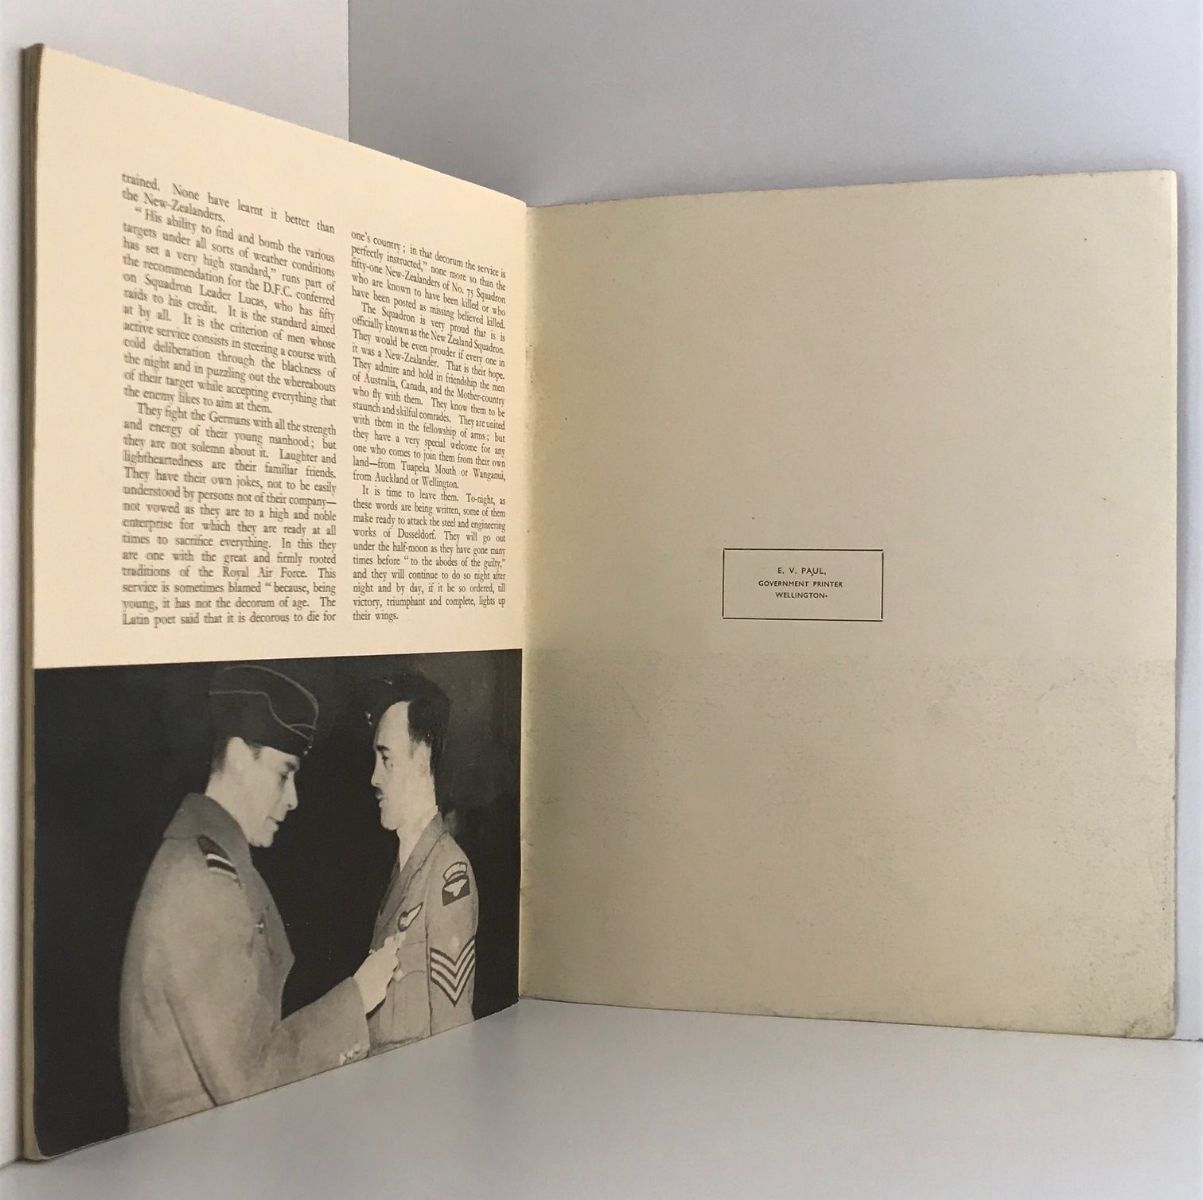 trained. None have learnt it better than
the New-Zealanders.
“ His ability to find and bomb the various
targets under all sorts of weather conditions
has set a very high standard,” runs part of
the recommendation for the D.F.C. conferred
on Squadron Leader Lucas, who has fifty
raids to his credit. It is the standard aimed
at by all. It is the criterion of men whose
active service consists in steering a course with
cold deliberation through the blackness of
the night and in puzzling out the whereabouts
of their target while accepting everything that
the enemy likes to aim at them.
They fight the Germans with all the strength
and energy of their young manhood; but
they are not solemn about it. Laughter and
lightheartedness are their familiar friends.
They have their own jokes, not to be easily
understood by persons not of their company—
not vowed as they are to a high and noble
enterprise for which they are ready at all
times to sacrifice everything. In this they
are one with the great and firmly rooted
traditions of the Royal Air Force. This
service is sometimes blamed “ because, being
young, it has not the decorum of age. The
Latin poet said that it is decorous to die for
one's country; in that decorum the service is
perfectly instructed,” none more so than the
fifty-one New-Zealanders of No. 75 Squadron
who are known to have been killed or who
have been posted as missing believed killed.
The Squadron is very proud that is is
officially known as the New Zealand Squadron.
They would be even prouder if every one in
it was a New-Zealander. That is their hope.
They admire and hold in friendship the men
of Australia, Canada, and the Mother-country
who fly with them. They know them to be
staunch and skilful comrades. They are united
with them in the fellowship of arms; but
they have a very special welcome for any
one who comes to join them from their own
land—from Tuapeka Mouth or Wanganui,
from Auckland or Wellington.
It is time to leave them. To-night, as
these words are being written, some of them
make ready to attack the steel and engineering
works of Dusseldorf. They will go out
under the half-moon as they have gone many
times before “ to the abodes of the guilty,”
and they will continue to do so night after
night and by day, if it be so ordered, till
victory, triumphant and complete, lights up
their wings.
E. V. PAUL,
GOVERNMENT PRINTER
WELLINGTON.